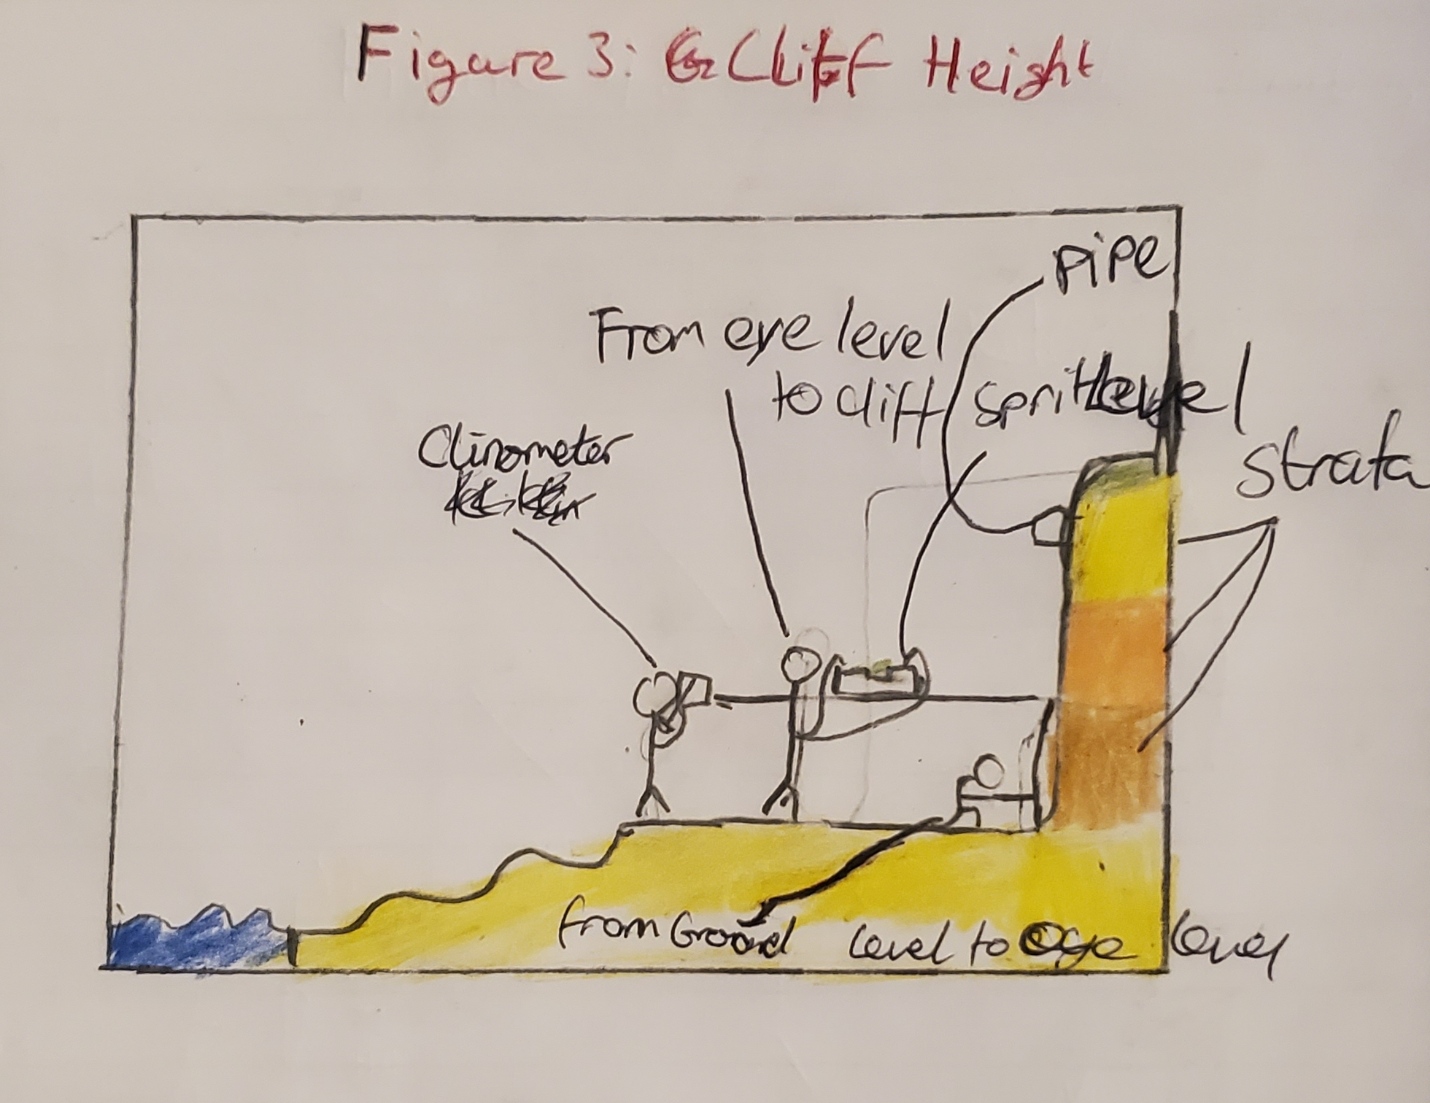 Figure 3: Cliff Height
Pipe
From eye level
to cliff
spritlevel
Clinometer
Strata
from Ground level to eye level